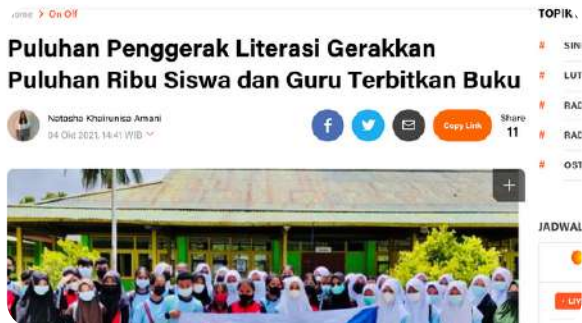 Home > On Off
TOPIK
Puluhan Penggerak Literasi Gerakkan
Puluhan Ribu Siswa dan Guru Terbitkan Buku
Natasha Khairunisa Amani
04 Okt 2021, 14:41 WIB
Copy Link
Share
11
#
#
#
#
#
JADWAL